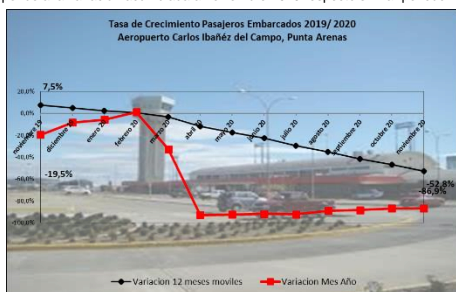 Tasa de Crecimiento Pasajeros Embarcados 2019/ 2020
Aeropuerto Carlos Ibañéz del Campo, Punta Arenas
7,5%
20,0%
0,0%
-20,0%
-40,0%
-60,0%
-80,0%
-100,0%
noviembre 19
diciembre
enero 20
febrero 20
marzo 20
abril 20
mayo 20
junio 20
julio 20
agosto 20
septiembre 20
octubre 20
noviembre 20
-19,5%
-52,8%
-86,9%
Variacion 12 meses moviles
Variacion Mes Año